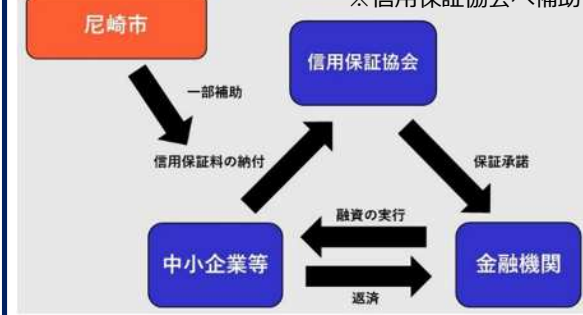 ※信用保証協会へ補助
尼崎市
信用保証協会
一部補助
信用保証料の納付
保証承諾
融資の実行
中小企業等
金融機関
返済